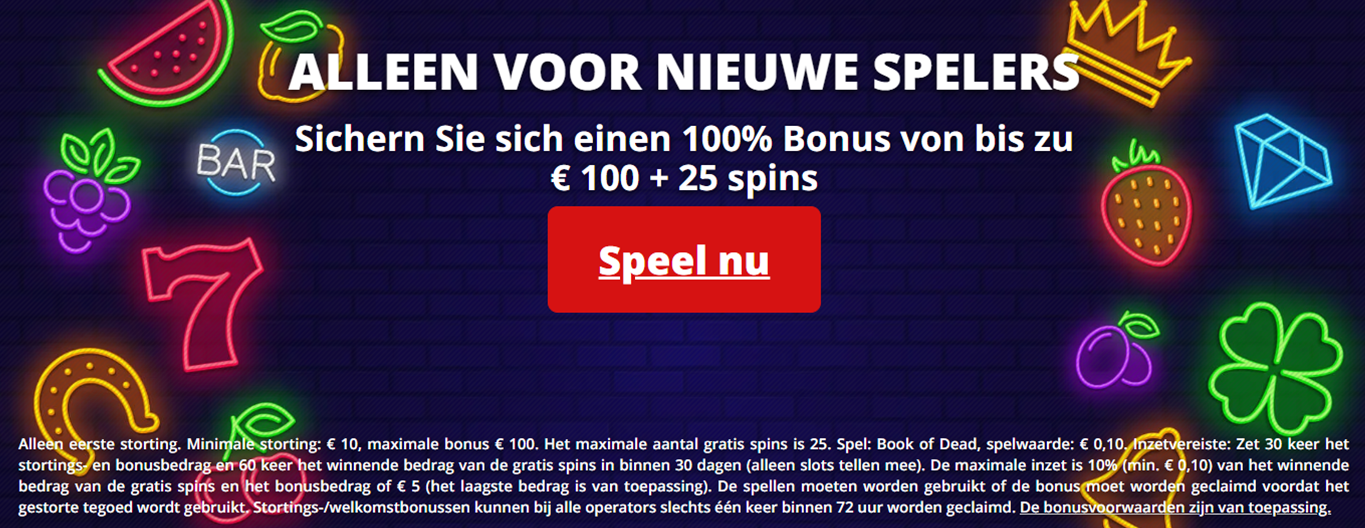 ALLEEN VOOR NIEUWE SPELERS
BAR
Sichern Sie sich einen 100% Bonus von bis zu
€ 100 + 25 spins
7
Speel nu
Alleen eerste storting. Minimale storting: € 10, maximale bonus € 100. Het maximale aantal gratis spins is 25. Spel: Book of Dead, spelwaarde: € 0,10. Inzetvereiste: Zet 30 keer het
stortings- en bonusbedrag en 60 keer het winnende bedrag van de gratis spins in binnen 30 dagen (alleen slots tellen mee). De maximale inzet is 10% (min. € 0,10) van het winnende
bedrag van de gratis spins en het bonusbedrag of € 5 (het laagste bedrag is van toepassing). De spellen moeten worden gebruikt of de bonus moet worden geclaimd voordat het
gestorte tegoed wordt gebruikt. Stortings-/welkomstbonussen kunnen bij alle operators slechts één keer binnen 72 uur worden geclaimd. De bonusvoorwaarden zijn van toepassing.